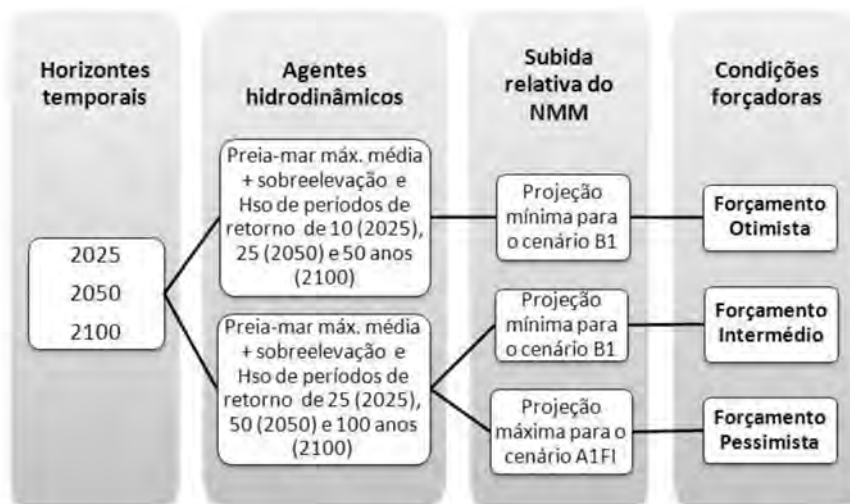 Horizontes
temporais
2025
2050
2100
Agentes
hidrodinâmicos
Preia-mar máx. média
+ sobreelevação e
Hso de períodos de
retorno de 10 (2025),
25 (2050) e 50 anos
(2100)
Preia-mar máx. média
+ sobreelevação e
Hso de períodos de
retorno de 25 (2025),
50 (2050) e 100 anos
(2100)
Subida
relativa do
NMM
Projeção
mínima para
o cenário B1
Projeção
mínima para
o cenário B1
Projeção
máxima para o
cenário A1FI
Condições
forçadoras
Forçamento
Otimista
Forçamento
Intermédio
Forçamento
Pessimista